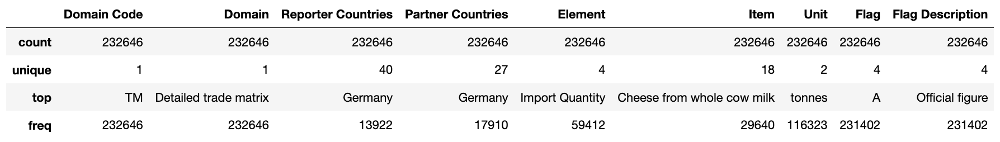 Domain Code Domain Reporter Countries Partner Countries Element Item Unit Flag Flag Description
count 232646 232646 232646 232646 232646 232646 232646 232646 232646
unique 1 1 40 27 4 18 2 4 4
top TM Detailed trade matrix Germany Germany Import Quantity Cheese from whole cow milk tonnes A Official figure
freq 232646 232646 13922 17910 59412 29640 116323 231402 231402